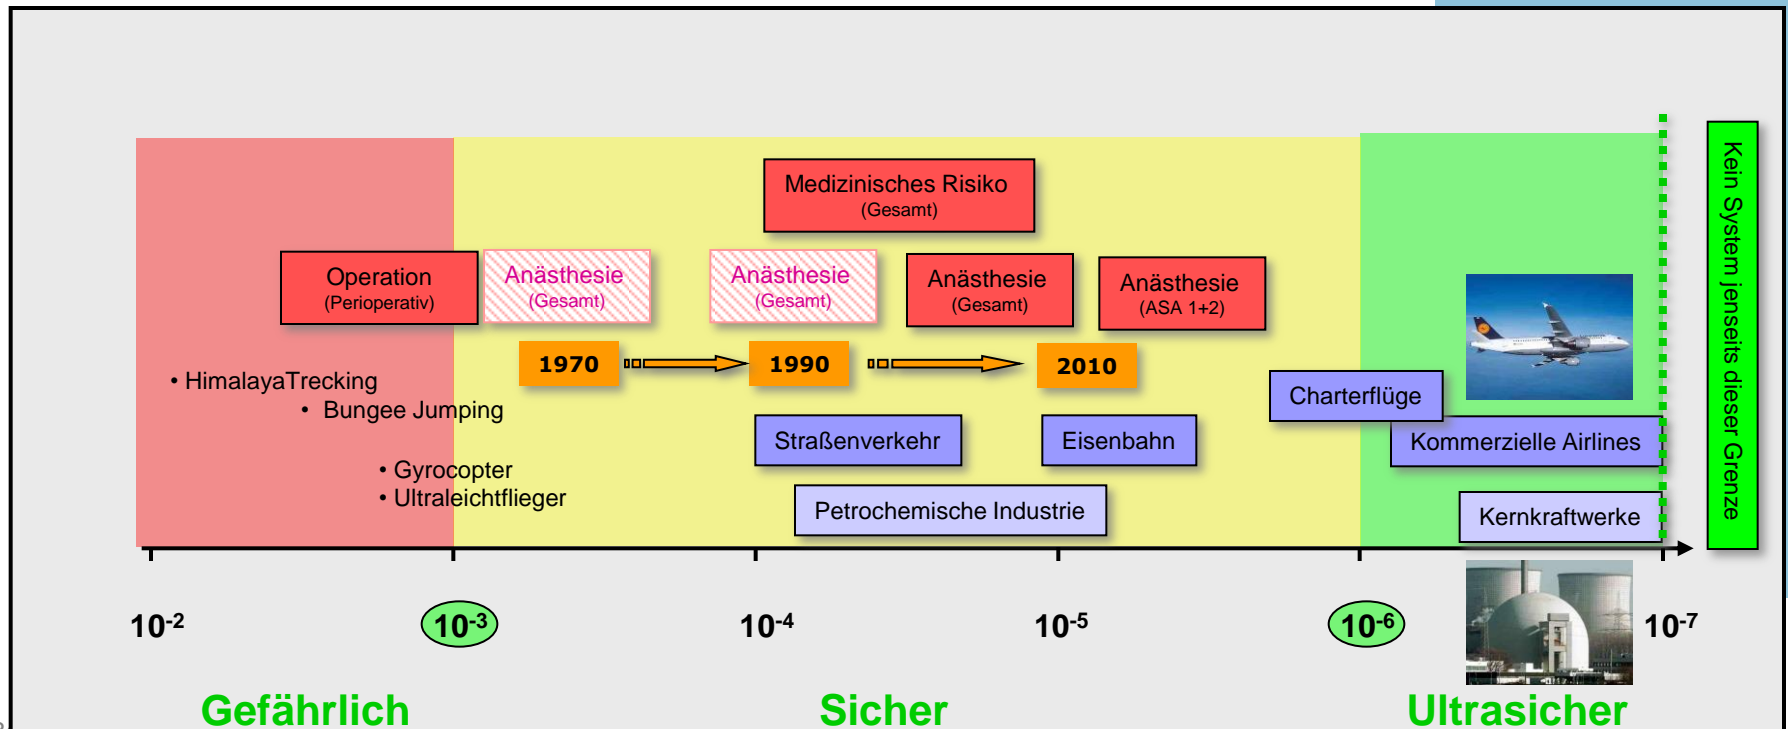 Kein System jenseits dieser Grenze
Medizinisches Risiko
(Gesamt)
Operation
(Perioperativ)
Anästhesie
(Gesamt)
Anästhesie
(Gesamt)
Anästhesie
(Gesamt)
Anästhesie
(ASA 1+2)
1970
1990
2010
• HimalayaTrecking
• Bungee Jumping
• Gyrocopter
• Ultraleichtflieger
Charterflüge
Straßenverkehr
Eisenbahn
Kommerzielle Airlines
Petrochemische Industrie
Kernkraftwerke
10-2
10-3
10-4
10-5
10-6
10-7
Gefährlich
Sicher
Ultrasicher